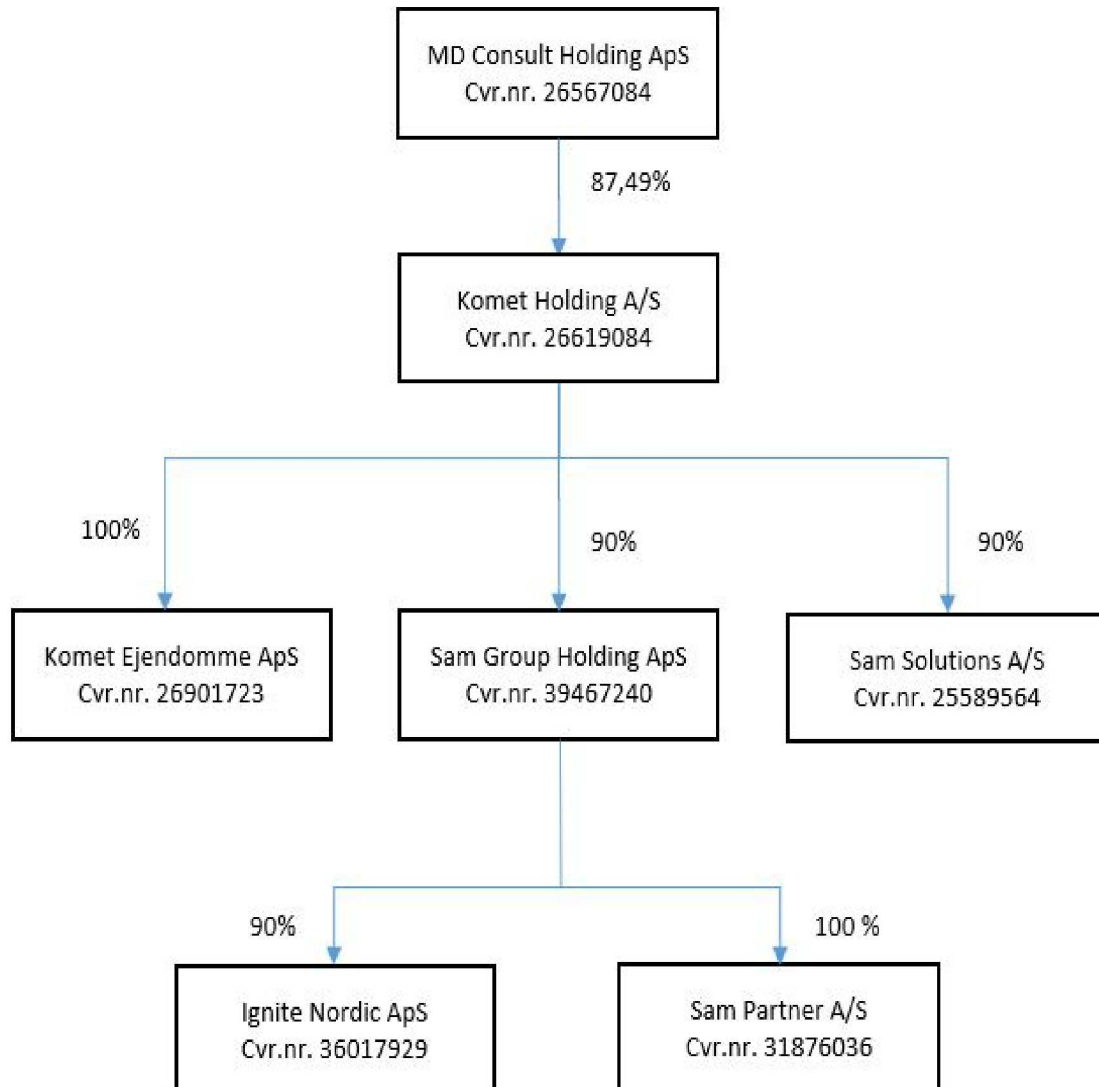 MD Consult Holding ApS
Cvr.nr. 26567084
87,49%
Komet Holding A/S
Cvr.nr. 26619084
100%
90%
90%
Komet Ejendomme ApS
Cvr.nr. 26901723
Sam Group Holding ApS
Cvr.nr. 39467240
Sam Solutions A/S
Cvr.nr. 25589564
90%
100 %
Ignite Nordic ApS
Cvr.nr. 36017929
Sam Partner A/S
Cvr.nr. 31876036